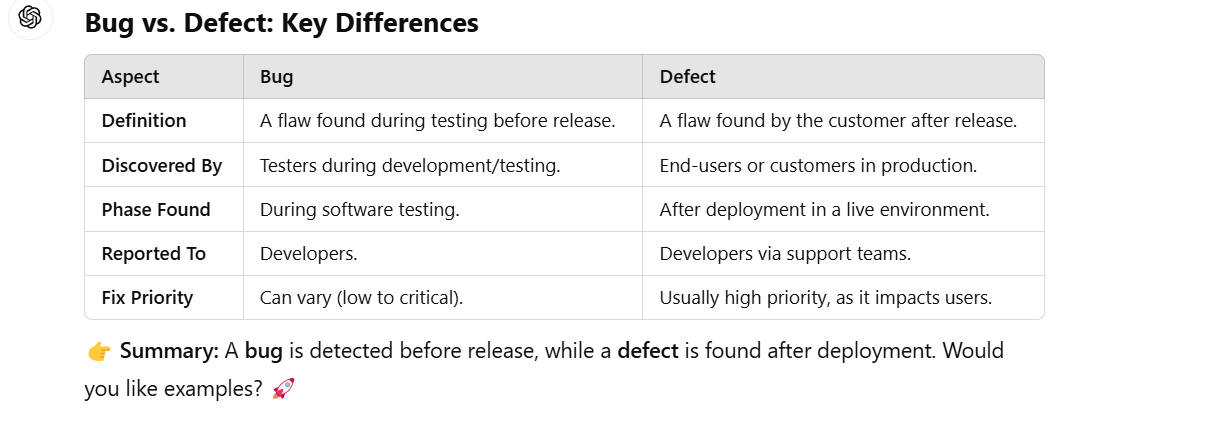 Bug vs. Defect: Key Differences
Aspect Bug Defect
Definition A flaw found during testing before release. A flaw found by the customer after release.
Discovered By Testers during development/testing. End-users or customers in production.
Phase Found During software testing. After deployment in a live environment.
Reported To Developers. Developers via support teams.
Fix Priority Can vary (low to critical). Usually high priority, as it impacts users.
👉 Summary: A bug is detected before release, while a defect is found after deployment. Would
you like examples? 🚀